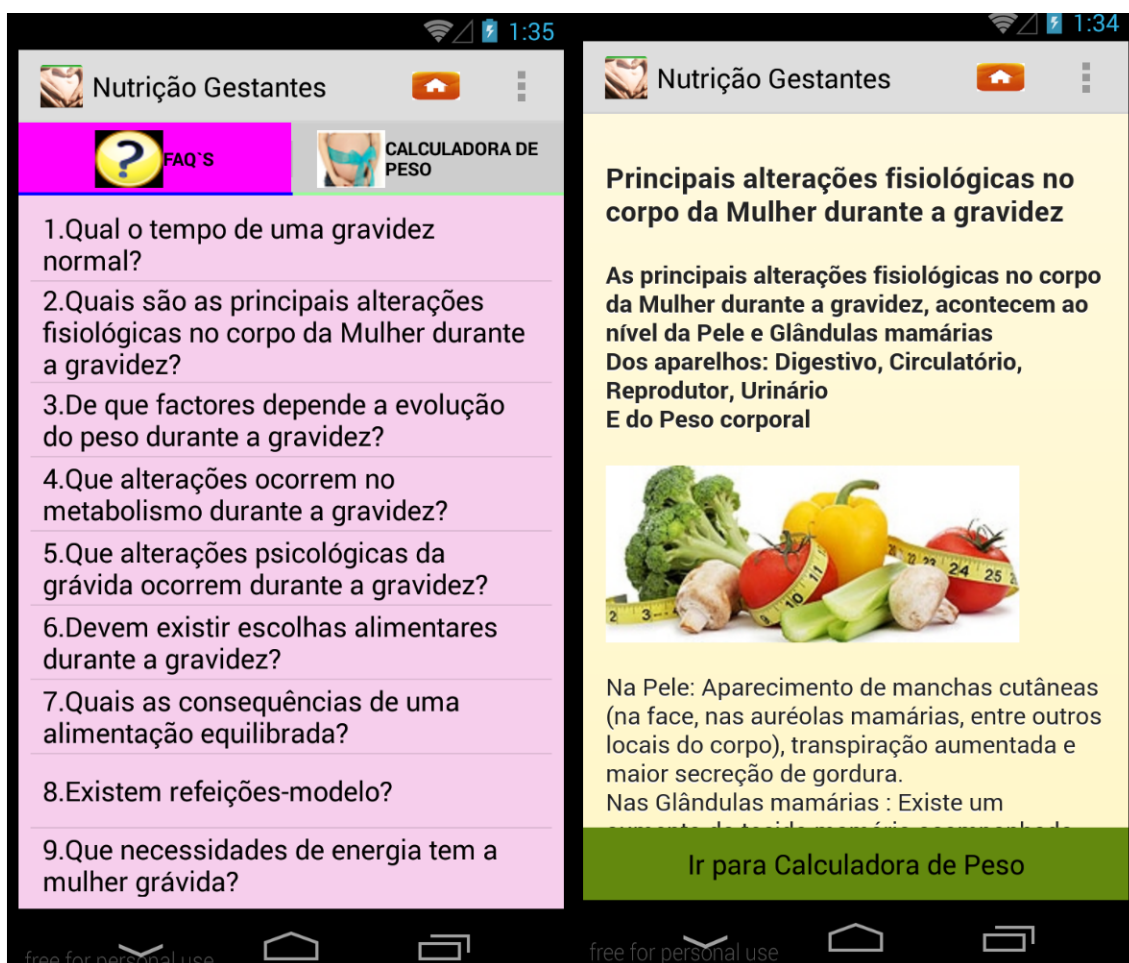 1:35
Nutrição Gestantes
FAQ`S
CALCULADORA DE
PESO
1.Qual o tempo de uma gravidez
normal?
2.Quais são as principais alterações
fisiológicas no corpo da Mulher durante
a gravidez?
3.De que factores depende a evolução
do peso durante a gravidez?
4.Que alterações ocorrem no
metabolismo durante a gravidez?
5.Que alterações psicológicas da
grávida ocorrem durante a gravidez?
6.Devem existir escolhas alimentares
durante a gravidez?
7.Quais as consequências de uma
alimentação equilibrada?
8.Existem refeições-modelo?
9.Que necessidades de energia tem a
mulher grávida?
free for personal use
1:34
Nutrição Gestantes
Principais alterações fisiológicas no
corpo da Mulher durante a gravidez
As principais alterações fisiológicas no corpo
da Mulher durante a gravidez, acontecem ao
nível da Pele e Glândulas mamárias
Dos aparelhos: Digestivo, Circulatório,
Reprodutor, Urinário
E do Peso corporal
Na Pele: Aparecimento de manchas cutâneas
(na face, nas auréolas mamárias, entre outros
locais do corpo), transpiração aumentada e
maior secreção de gordura.
Nas Glândulas mamárias : Existe um
Ir para Calculadora de Peso
free for personal use